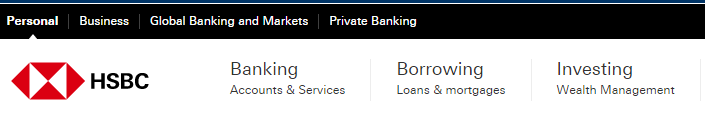 Personal Business Global Banking and Markets Private Banking
HSBC
Banking Borrowing Investing
Accounts & Services Loans & mortgages Wealth Management